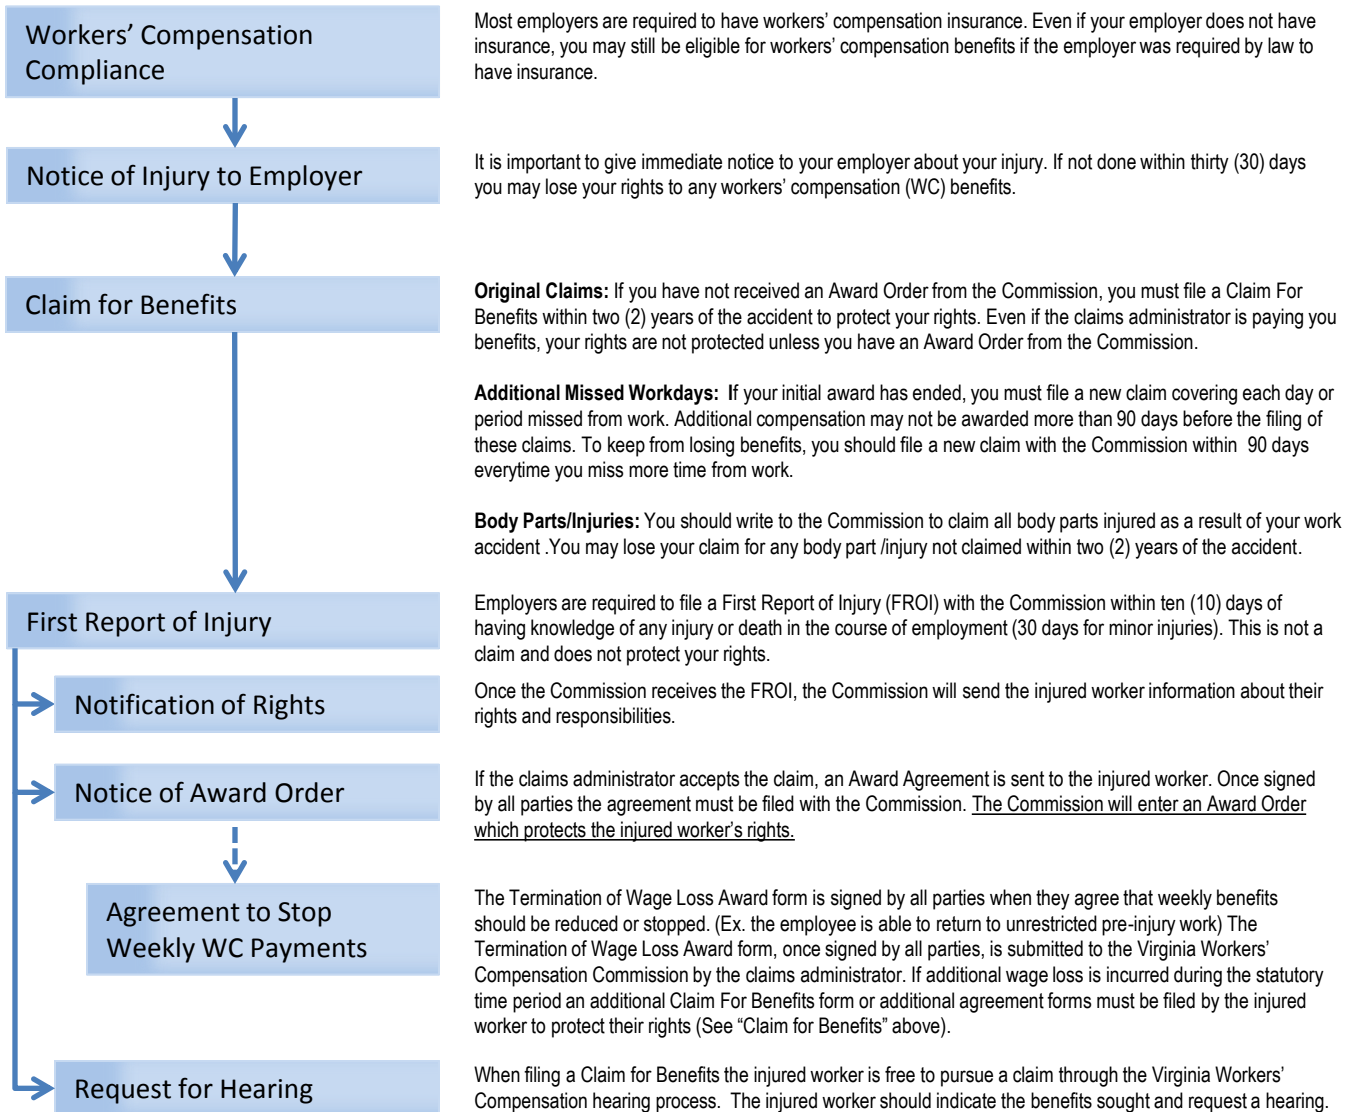 Workers’ Compensation
Compliance
Most employers are required to have workers’ compensation insurance. Even if your employer does not have
insurance, you may still be eligible for workers’ compensation benefits if the employer was required by law to
have insurance.
Notice of Injury to Employer
It is important to give immediate notice to your employer about your injury. If not done within thirty (30) days
you may lose your rights to any workers’ compensation (WC) benefits.
Claim for Benefits
Original Claims: If you have not received an Award Order from the Commission, you must file a Claim For
Benefits within two (2) years of the accident to protect your rights. Even if the claims administrator is paying you
benefits, your rights are not protected unless you have an Award Order from the Commission.
Additional Missed Workdays: If your initial award has ended, you must file a new claim covering each day or
period missed from work. Additional compensation may not be awarded more than 90 days before the filing of
these claims. To keep from losing benefits, you should file a new claim with the Commission within 90 days
everytime you miss more time from work.
Body Parts/Injuries: You should write to the Commission to claim all body parts injured as a result of your work
accident .You may lose your claim for any body part /injury not claimed within two (2) years of the accident.
First Report of Injury
Employers are required to file a First Report of Injury (FROI) with the Commission within ten (10) days of
having knowledge of any injury or death in the course of employment (30 days for minor injuries). This is not a
claim and does not protect your rights.
Notification of Rights
Once the Commission receives the FROI, the Commission will send the injured worker information about their
rights and responsibilities.
Notice of Award Order
If the claims administrator accepts the claim, an Award Agreement is sent to the injured worker. Once signed
by all parties the agreement must be filed with the Commission. The Commission will enter an Award Order
which protects the injured worker’s rights.
Agreement to Stop
Weekly WC Payments
The Termination of Wage Loss Award form is signed by all parties when they agree that weekly benefits
should be reduced or stopped. (Ex. the employee is able to return to unrestricted pre-injury work) The
Termination of Wage Loss Award form, once signed by all parties, is submitted to the Virginia Workers’
Compensation Commission by the claims administrator. If additional wage loss is incurred during the statutory
time period an additional Claim For Benefits form or additional agreement forms must be filed by the injured
worker to protect their rights (See “Claim for Benefits” above).
Request for Hearing
When filing a Claim for Benefits the injured worker is free to pursue a claim through the Virginia Workers’
Compensation hearing process. The injured worker should indicate the benefits sought and request a hearing.